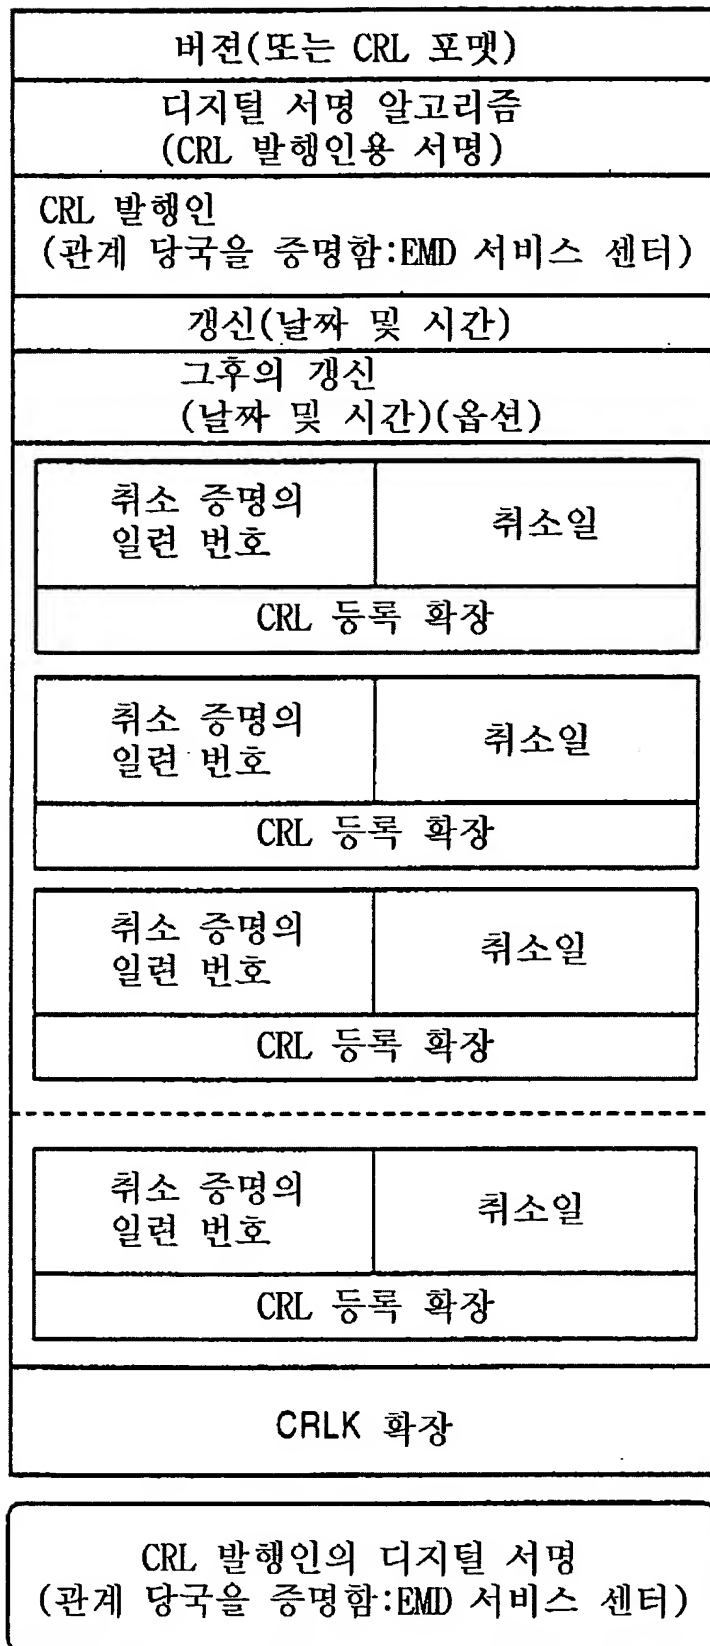 버젼(또는 CRL 포맷)
디지털 서명 알고리즘
(CRL 발행인용 서명)
CRL 발행인
(관계 당국을 증명함:EMD 서비스 센터)
갱신(날짜 및 시간)
그후의 갱신
(날짜 및 시간)(옵션)
취소 증명의
일련 번호
취소일
CRL 등록 확장
취소 증명의
일련 번호
취소일
CRL 등록 확장
취소 증명의
일련 번호
취소일
CRL 등록 확장
취소 증명의
일련 번호
취소일
CRL 등록 확장
CRLK 확장
CRL 발행인의 디지털 서명
(관계 당국을 증명함:EMD 서비스 센터)